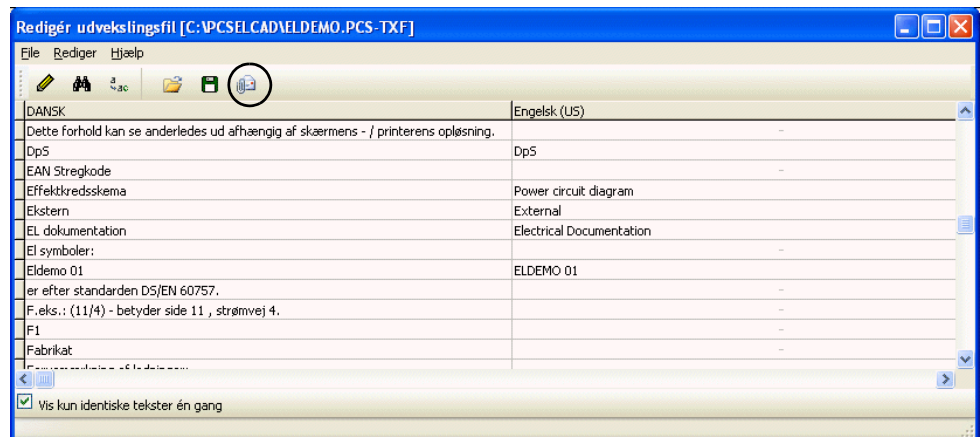 Redigér udvekslingsfil [C:\PCSELCAD\ELDEMO.PCS-TXF]
File Rediger Hjælp
DANSK Engelsk (US)
Dette forhold kan se anderledes ud afhængig af skærmens - / printerens opløsning. -
DpS DpS
EAN Stregkode -
Effektkredsskema Power circuit diagram
Ekstern External
EL dokumentation Electrical Documentation
El symboler: -
Eldemo 01 ELDEMO 01
er efter standarden DS/EN 60757. -
F.eks.: (11/4) - betyder side 11 , strømvej 4. -
F1 -
Fabrikat -
Vis kun identiske tekster én gang